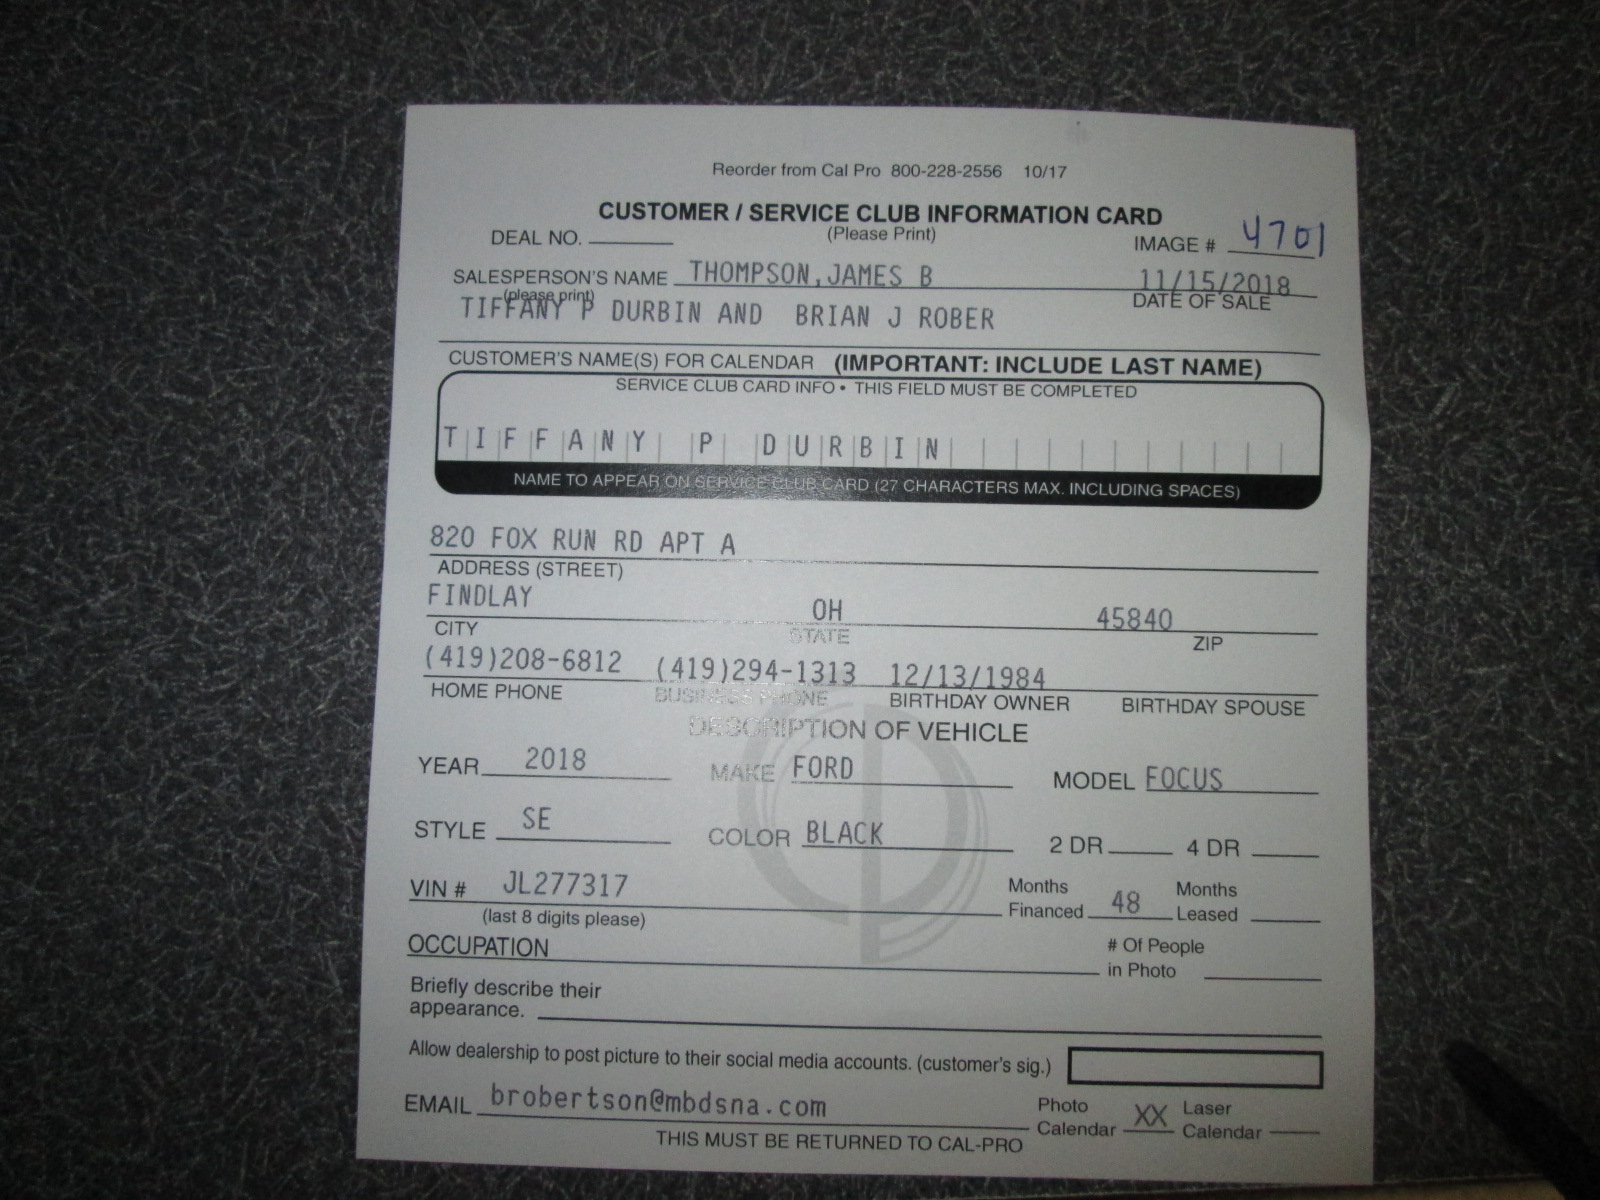 Reorder from Cal Pro 800-228-2556 10/17
CUSTOMER / SERVICE CLUB INFORMATION CARD
DEAL NO. (Please Print) IMAGE # 4701
SALESPERSON'S NAME THOMPSON,JAMES B 11/15/2018
(please print) DATE OF SALE
TIFFANY P DURBIN AND BRIAN J ROBER
CUSTOMER'S NAME(S) FOR CALENDAR (IMPORTANT: INCLUDE LAST NAME)
SERVICE CLUB CARD INFO • THIS FIELD MUST BE COMPLETED
TIFFANY P DURBIN
NAME TO APPEAR ON SERVICE CLUB CARD (27 CHARACTERS MAX. INCLUDING SPACES)
820 FOX RUN RD APT A
ADDRESS (STREET)
FINDLAY OH 45840
CITY STATE ZIP
(419)208-6812 (419)294-1313 12/13/1984
HOME PHONE BUSINESS PHONE BIRTHDAY OWNER BIRTHDAY SPOUSE
DESCRIPTION OF VEHICLE
YEAR 2018 MAKE FORD MODEL FOCUS
STYLE SE COLOR BLACK 2 DR 4 DR
VIN # JL277317 Months Financed 48 Months Leased
(last 8 digits please)
OCCUPATION # Of People in Photo
Briefly describe their
appearance.
Allow dealership to post picture to their social media accounts. (customer's sig.)
EMAIL brobertson@mbdsna.com Photo Calendar XX Laser Calendar
THIS MUST BE RETURNED TO CAL-PRO